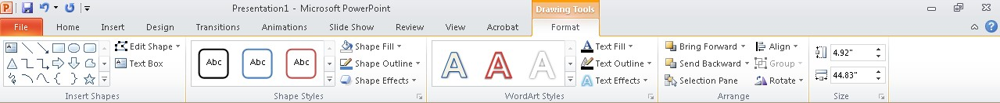 Presentation1 - Microsoft PowerPoint
Drawing Tools
File Home Insert Design Transitions Animations Slide Show Review View Acrobat Format
Edit Shape
Text Box
Insert Shapes
Abc Abc Abc
Shape Fill
Shape Outline
Shape Effects
Shape Styles
A A A
Text Fill
Text Outline
Text Effects
WordArt Styles
Bring Forward
Send Backward
Selection Pane
Align
Group
Rotate
Arrange
4.92"
44.83"
Size